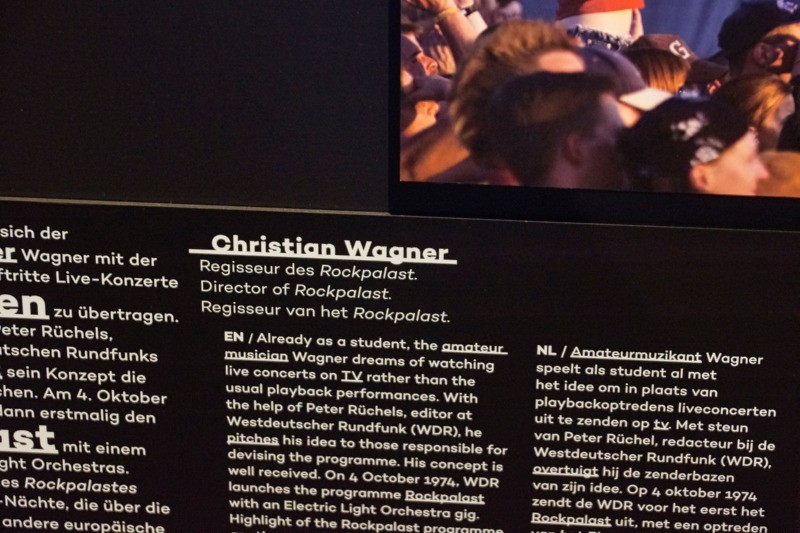 sich der
er Wagner mit der
ftritte Live-Konzerte
en zu übertragen.
Peter Rüchels,
utschen Rundfunks
sein Konzept die
chen. Am 4. Oktober
dann erstmalig den
ast mit einem
ght Orchestras.
es Rockpalastes
-Nächte, die über die
andere europäische
Christian Wagner
Regisseur des Rockpalast.
Director of Rockpalast.
Regisseur van het Rockpalast.
EN / Already as a student, the amateur
musician Wagner dreams of watching
live concerts on TV rather than the
usual playback performances. With
the help of Peter Rüchels, editor at
Westdeutscher Rundfunk (WDR), he
pitches his idea to those responsible for
devising the programme. His concept is
well received. On 4 October 1974, WDR
launches the programme Rockpalast
with an Electric Light Orchestra gig.
Highlight of the Rockpalast programme
NL / Amateurmuzikant Wagner
speelt als student al met
het idee om in plaats van
playbackoptredens liveconcerten
uit te zenden op tv. Met steun
van Peter Rüchel, redacteur bij de
Westdeutscher Rundfunk (WDR),
overtuigt hij de zenderbazen
van zijn idee. Op 4 oktober 1974
zendt de WDR voor het eerst het
Rockpalast uit, met een optreden
G